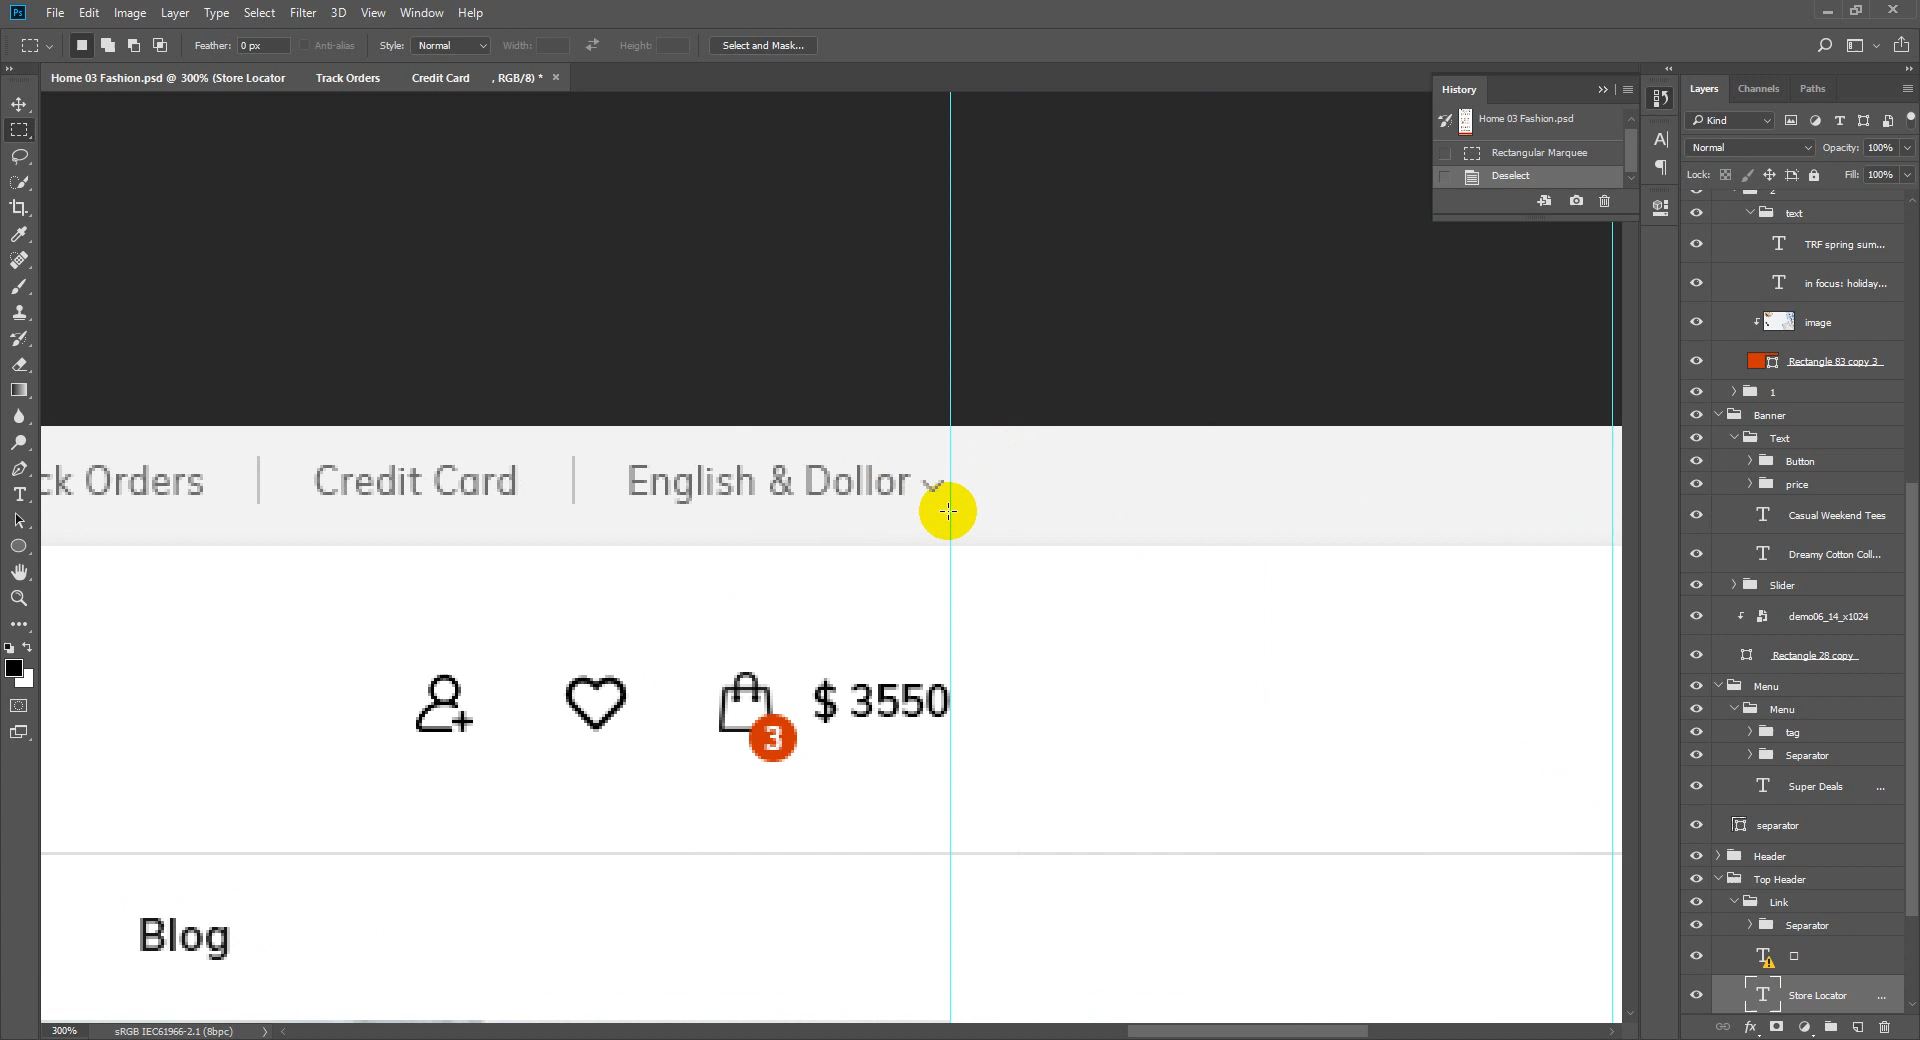 Ps File Edit Image Layer Type Select Filter 3D View Window Help
Feather: 0 px Anti-alias Style: Normal Width: Height: Select and Mask...
Home 03 Fashion.psd @ 300% (Store Locator Track Orders Credit Card , RGB/8) *
History
Home 03 Fashion.psd
Rectangular Marquee
Deselect
Layers Channels Paths
Kind
Normal Opacity: 100%
Lock: Fill: 100%
2
text
TRF spring sum...
in focus: holiday...
image
Rectangle 83 copy 3
1
Banner
Text
Button
price
Casual Weekend Tees
Dreamy Cotton Coll...
Slider
demo06_14_x1024
Rectangle 28 copy
Menu
Menu
tag
Separator
Super Deals ...
separator
Header
Top Header
Link
Separator
Store Locator ...
fx
ck Orders Credit Card English & Dollor
3 $ 3550
Blog
300% sRGB IEC61966-2.1 (8bpc)